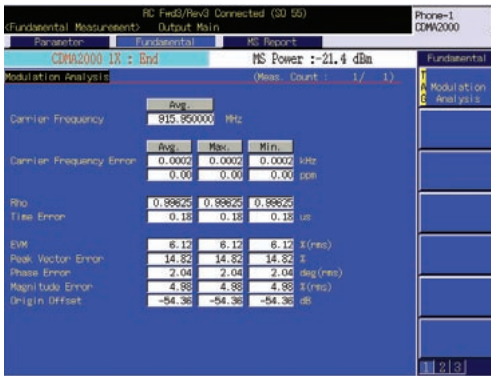 RC Fwd3/Rev3 Connected (SO 55)
<Fundamental Measurement> Output Main
Phone-1
CDMA2000
Parameter Fundamental MS Report
CDMA2000 1X : End MS Power :-21.4 dBm
Fundamental
Modulation Analysis (Meas. Count : 1/ 1)
TAG Modulation Analysis
Avg.
Carrier Frequency 815.850000 MHz
Avg. Max. Min.
Carrier Frequency Error 0.0002 0.0002 0.0002 kHz
0.00 0.00 0.00 ppm
Rho 0.99625 0.99625 0.99625
Time Error 0.18 0.18 0.18 us
EVM 6.12 6.12 6.12 %(rms)
Peak Vector Error 14.82 14.82 14.82 %
Phase Error 2.04 2.04 2.04 deg(rms)
Magnitude Error 4.98 4.98 4.98 %(rms)
Origin Offset -54.36 -54.36 -54.36 dB
1 2 3